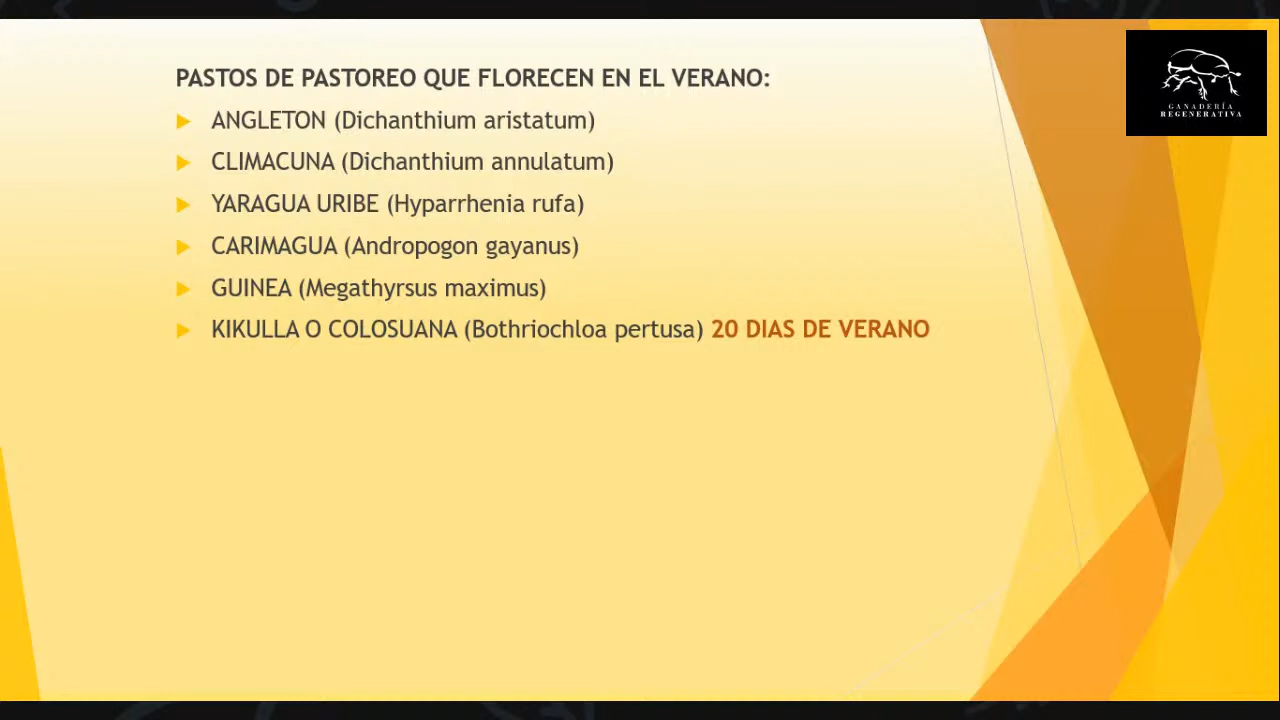 PASTOS DE PASTOREO QUE FLORECEN EN EL VERANO:
ANGLETON (Dichanthium aristatum)
CLIMACUNA (Dichanthium annulatum)
YARAGUA URIBE (Hyparrhenia rufa)
CARIMAGUA (Andropogon gayanus)
GUINEA (Megathyrsus maximus)
KIKULLA O COLOSUANA (Bothriochloa pertusa) 20 DIAS DE VERANO
GANADERÍA
REGENERATIVA